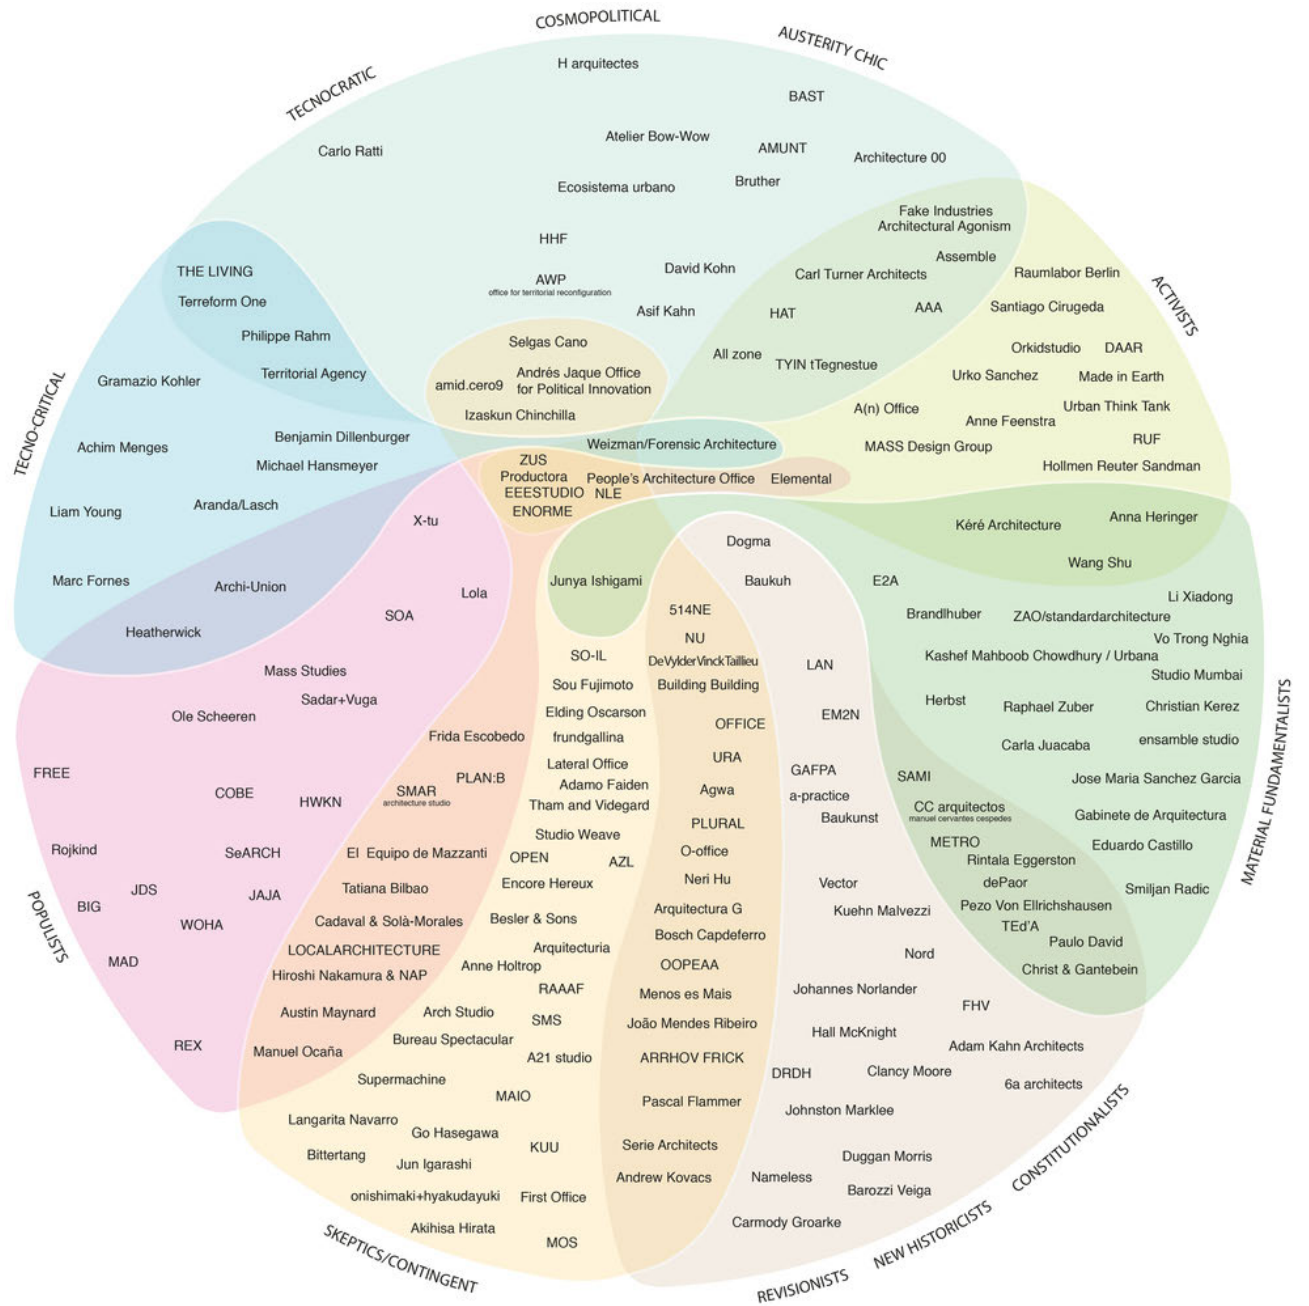 COSMOPOLITICAL
AUSTERITY CHIC
TECNOCRATIC
H arquitectes
BAST
Atelier Bow-Wow
AMUNT
Carlo Ratti
Architecture 00
Ecosistema urbano
Bruther
Fake Industries
Architectural Agonism
HHF
Assemble
THE LIVING
AWP
office for territorial reconfiguration
David Kohn
Carl Turner Architects
Raumlabor Berlin
ACTIVISTS
Terreform One
Asif Kahn
HAT
AAA
Santiago Cirugeda
Philippe Rahm
Selgas Cano
All zone
TYIN tTegnestue
Orkidstudio
DAAR
Territorial Agency
Gramazio Kohler
amid.cero9
Andrés Jaque Office
for Political Innovation
Urko Sanchez
Made in Earth
TECNO-CRITICAL
Izaskun Chinchilla
A(n) Office
Anne Feenstra
Urban Think Tank
Achim Menges
Benjamin Dillenburger
Weizman/Forensic Architecture
MASS Design Group
RUF
Michael Hansmeyer
ZUS
Hollmen Reuter Sandman
Productora
People's Architecture Office
Elemental
EEESTUDIO
NLE
Liam Young
Aranda/Lasch
ENORME
X-tu
Kéré Architecture
Anna Heringer
Dogma
Wang Shu
Marc Fornes
Archi-Union
Junya Ishigami
Baukuh
E2A
Lola
Li Xiadong
SOA
514NE
Brandlhuber
ZAO/standardarchitecture
Heatherwick
NU
Vo Trong Nghia
SO-IL
DeVylderVinckTaillieu
LAN
Kashef Mahboob Chowdhury / Urbana
Mass Studies
Sou Fujimoto
Building Building
Studio Mumbai
Sadar+Vuga
Herbst
Raphael Zuber
Christian Kerez
Ole Scheeren
Elding Oscarson
OFFICE
EM2N
Frida Escobedo
frundgallina
Carla Juacaba
ensamble studio
MATERIAL FUNDAMENTALISTS
FREE
Lateral Office
URA
GAFPA
SAMI
Jose Maria Sanchez Garcia
COBE
HWKN
SMAR
architecture studio
PLAN:B
Adamo Faiden
Agwa
a-practice
Tham and Videgard
CC arquitectos
manuel cervantes cespedes
Gabinete de Arquitectura
Baukunst
Studio Weave
PLURAL
METRO
Eduardo Castillo
Rojkind
SeARCH
El Equipo de Mazzanti
OPEN
AZL
O-office
Rintala Eggerston
JDS
JAJA
Tatiana Bilbao
Encore Hereux
Neri Hu
Vector
dePaor
Smiljan Radic
BIG
POPULISTS
WOHA
Cadaval & Solà-Morales
Besler & Sons
Arquitectura G
Kuehn Malvezzi
Pezo Von Ellrichshausen
TEd'A
LOCALARCHITECTURE
Arquitecturia
Bosch Capdeferro
Paulo David
MAD
Hiroshi Nakamura & NAP
Anne Holtrop
OOPEAA
Nord
Christ & Gantebein
RAAAF
Menos es Mais
Johannes Norlander
FHV
Austin Maynard
Arch Studio
SMS
João Mendes Ribeiro
Hall McKnight
REX
Manuel Ocaña
Bureau Spectacular
A21 studio
ARRHOV FRICK
Adam Kahn Architects
Supermachine
DRDH
Clancy Moore
6a architects
MAIO
Pascal Flammer
Johnston Marklee
Langarita Navarro
Go Hasegawa
KUU
Serie Architects
Bittertang
Jun Igarashi
Duggan Morris
CONSTITUTIONALISTS
onishimaki+hyakudayuki
First Office
Andrew Kovacs
Nameless
Barozzi Veiga
Akihisa Hirata
MOS
Carmody Groarke
NEW HISTORICISTS
SKEPTICS/CONTINGENT
REVISIONISTS